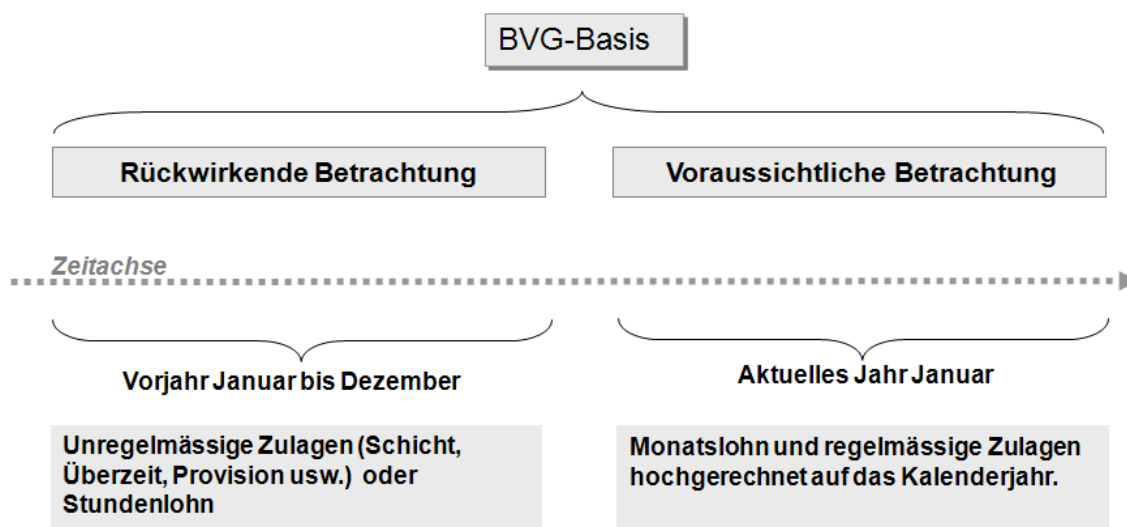 BVG-Basis
Rückwirkende Betrachtung
Voraussichtliche Betrachtung
Zeitachse
Vorjahr Januar bis Dezember
Aktuelles Jahr Januar
Unregelmässige Zulagen (Schicht,
Überzeit, Provision usw.) oder
Stundenlohn
Monatslohn und regelmässige Zulagen
hochgerechnet auf das Kalenderjahr.